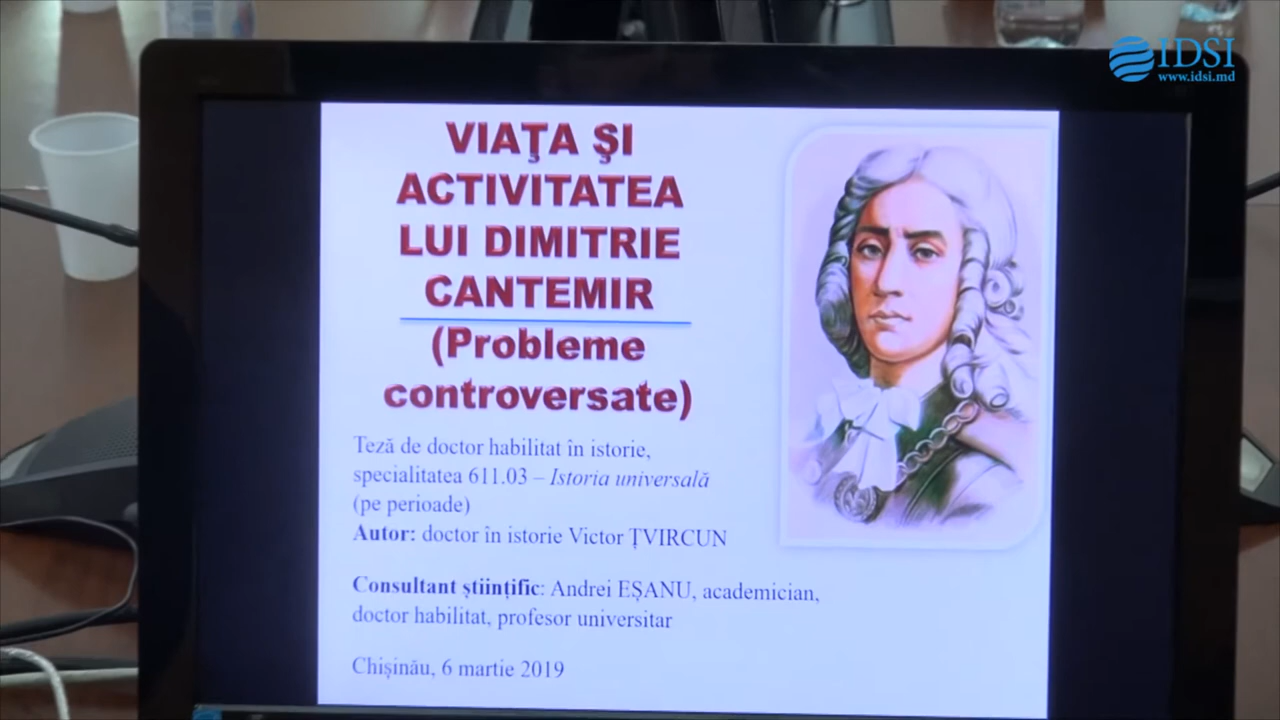 IDSI
www.idsi.md
VIAŢA ŞI
ACTIVITATEA
LUI DIMITRIE
CANTEMIR
(Probleme
controversate)
Teză de doctor habilitat în istorie,
specialitatea 611.03 – Istoria universală
(pe perioade)
Autor: doctor în istorie Victor ȚVIRCUN
Consultant științific: Andrei EȘANU, academician,
doctor habilitat, profesor universitar
Chișinău, 6 martie 2019